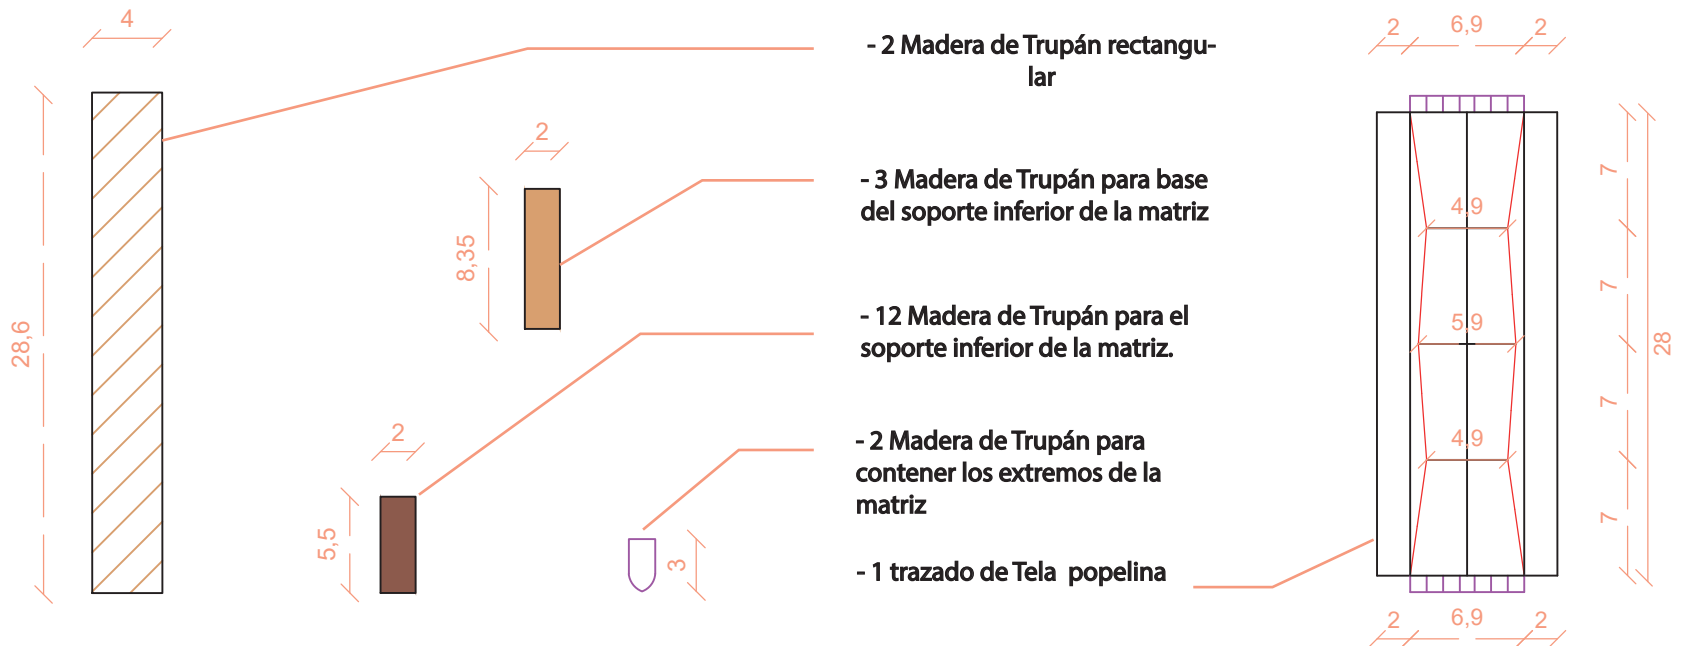 4
28,6
2
8,35
2
5,5
3
- 2 Madera de Trupán rectangu-
lar
- 3 Madera de Trupán para base
del soporte inferior de la matriz
- 12 Madera de Trupán para el
soporte inferior de la matriz.
- 2 Madera de Trupán para
contener los extremos de la
matriz
- 1 trazado de Tela popelina
2 6,9 2
4,9
5,9
4,9
7
7
7
7
28
2 6,9 2